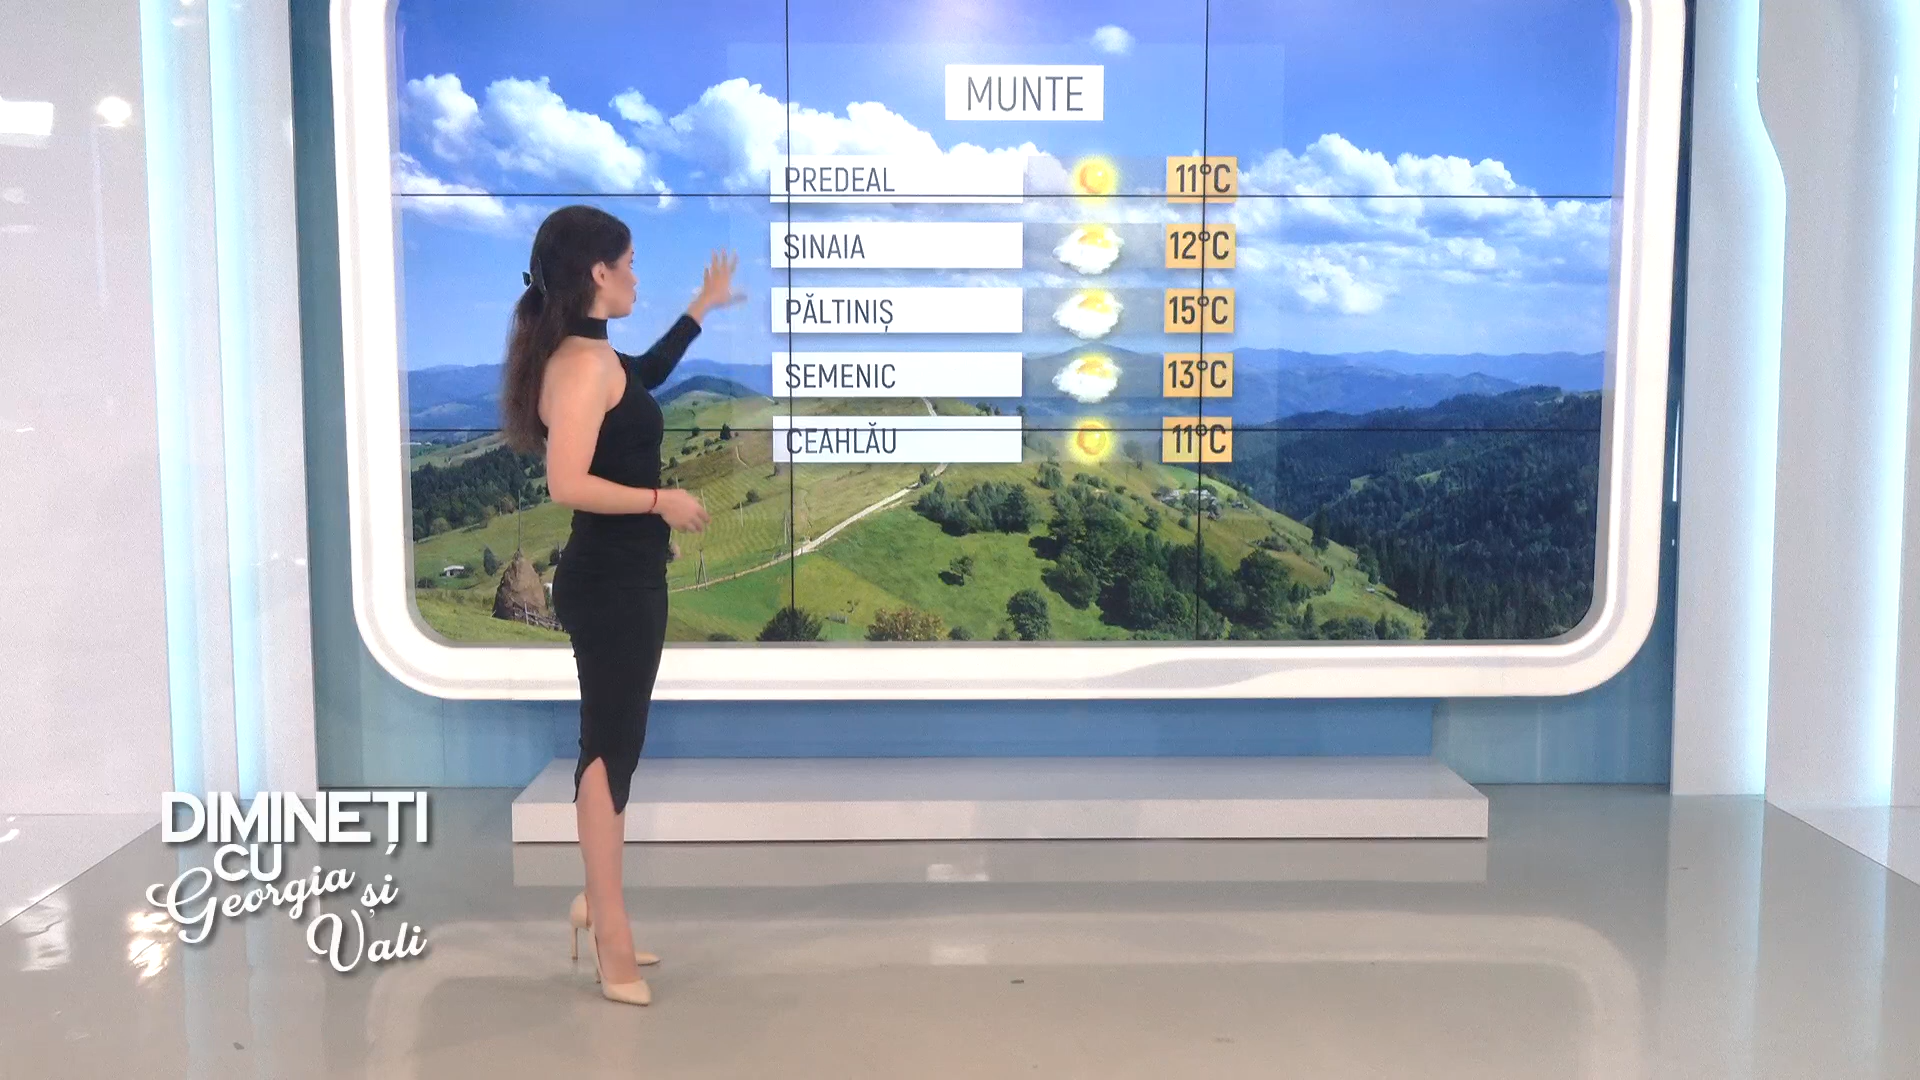 MUNTE
PREDEAL 11°C
SINAIA 12°C
PĂLTINIȘ 15°C
SEMENIC 13°C
CEAHLĂU 11°C
DIMINEȚI
CU
Georgia și
Vali